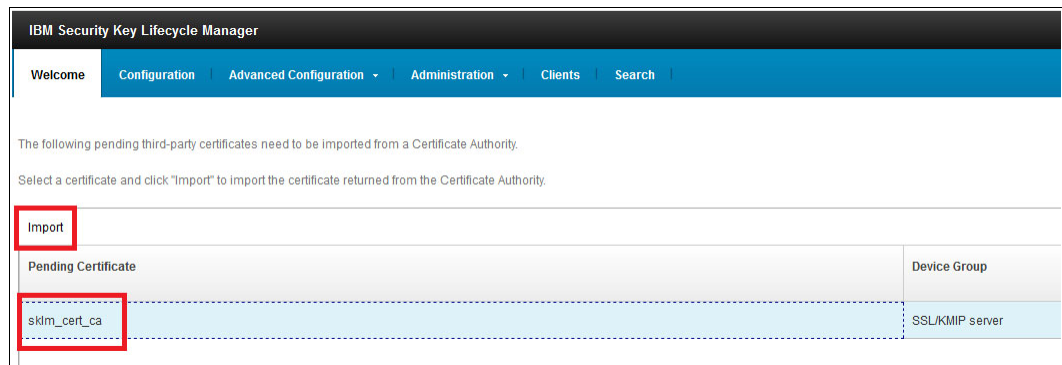 IBM Security Key Lifecycle Manager
Welcome Configuration Advanced Configuration Administration Clients Search
The following pending third-party certificates need to be imported from a Certificate Authority.
Select a certificate and click "Import" to import the certificate returned from the Certificate Authority.
Import
Pending Certificate Device Group
sklm_cert_ca SSL/KMIP server